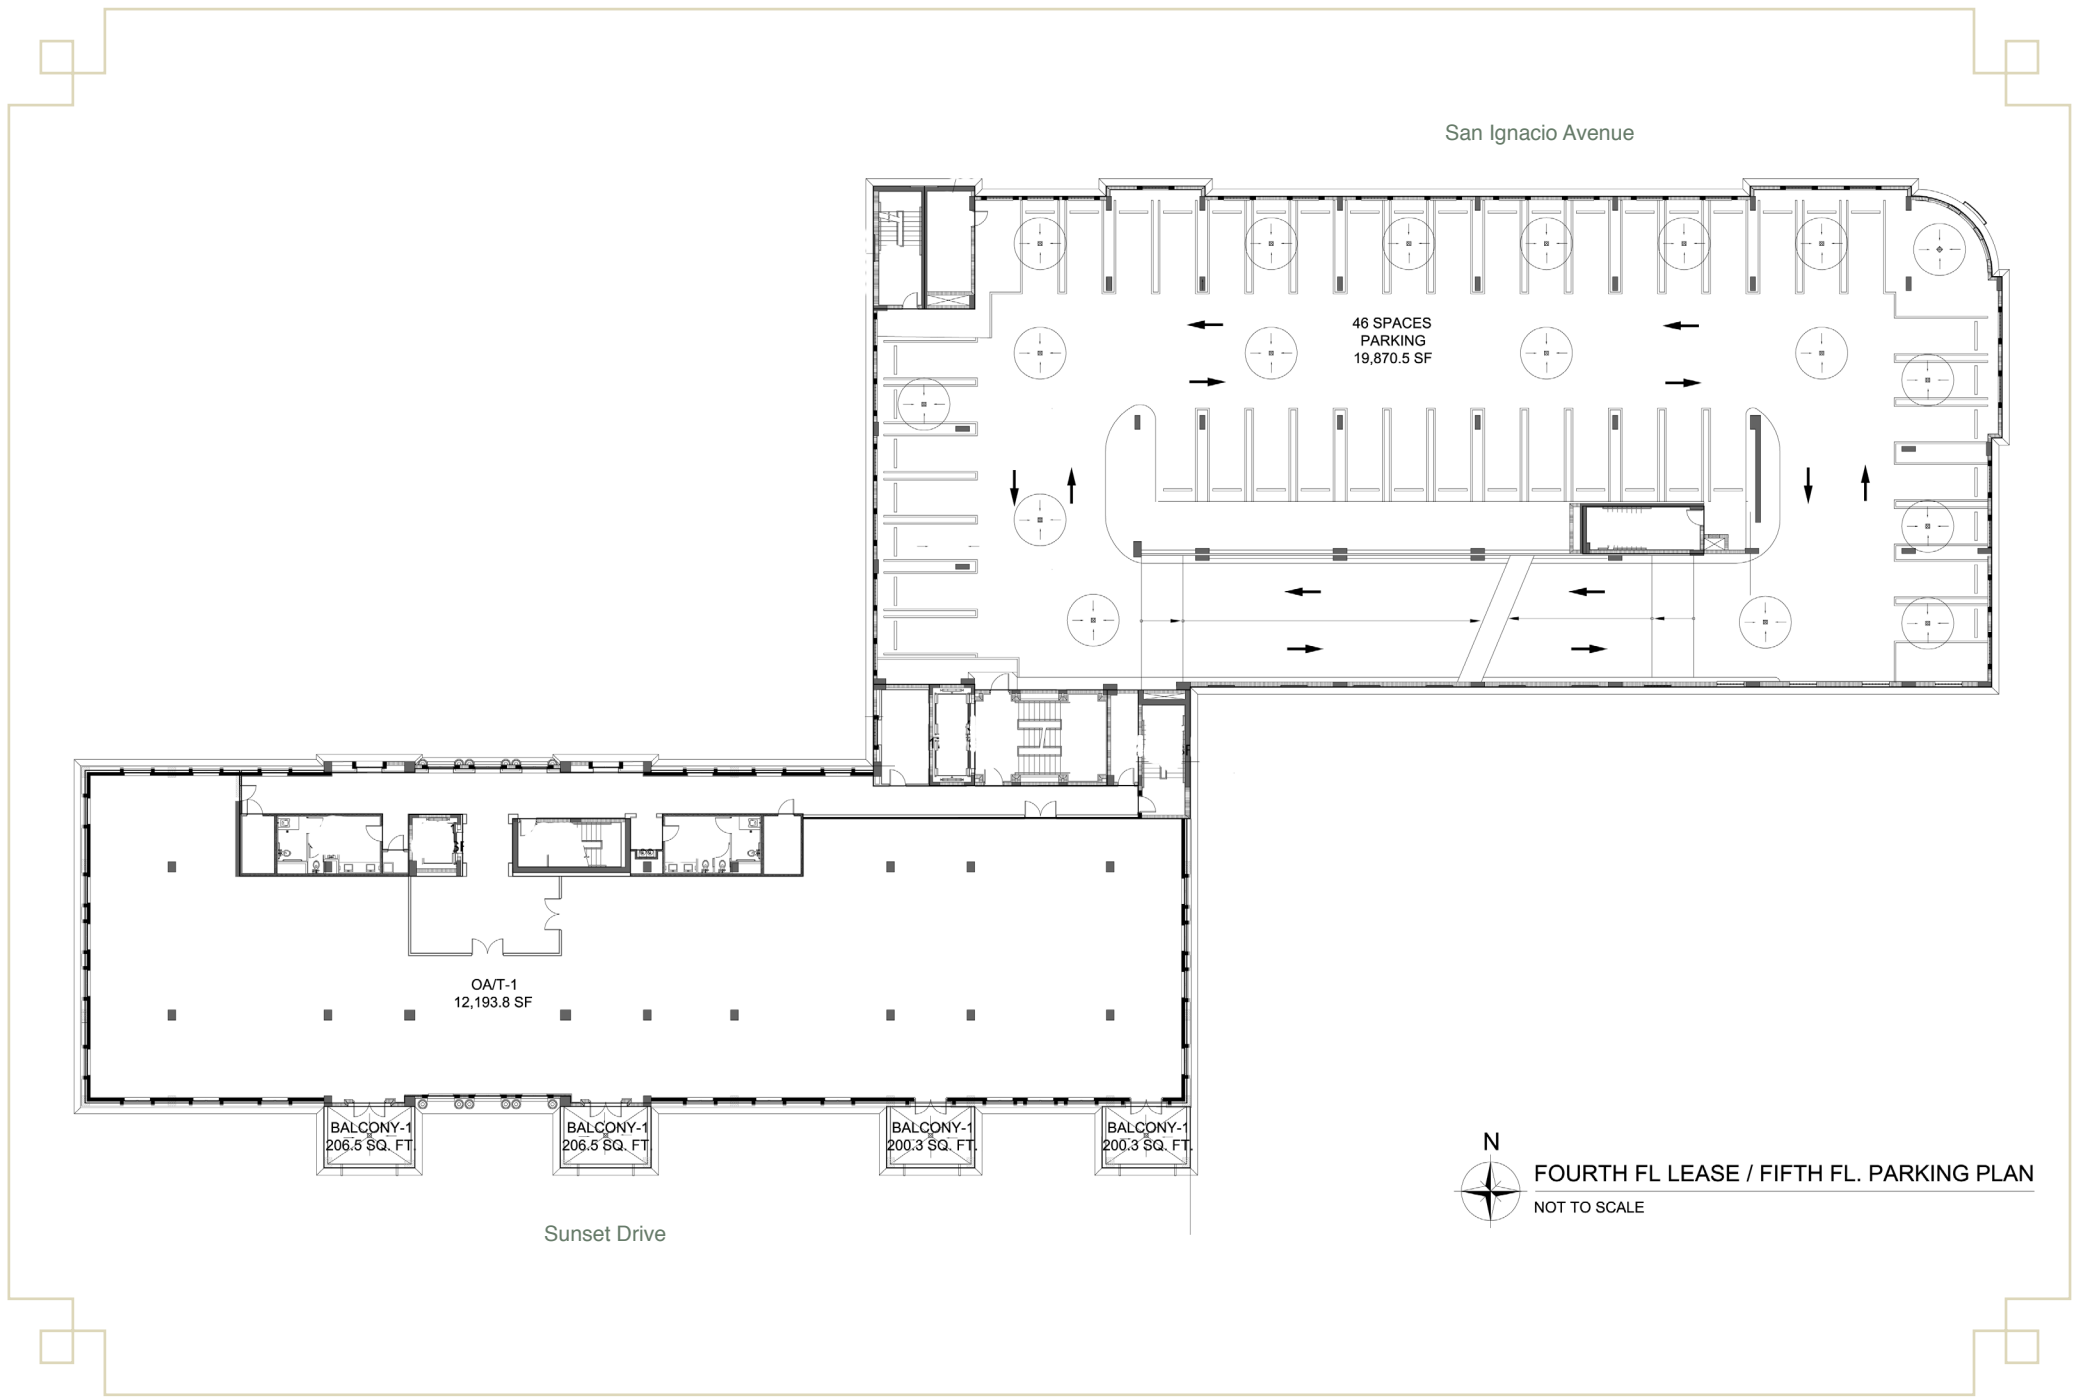 San Ignacio Avenue
46 SPACES
PARKING
19,870.5 SF
OA/T-1
12,193.8 SF
BALCONY-1
206.5 SQ. FT.
BALCONY-1
206.5 SQ. FT.
BALCONY-1
200.3 SQ. FT.
BALCONY-1
200.3 SQ. FT.
N
FOURTH FL LEASE / FIFTH FL. PARKING PLAN
NOT TO SCALE
Sunset Drive